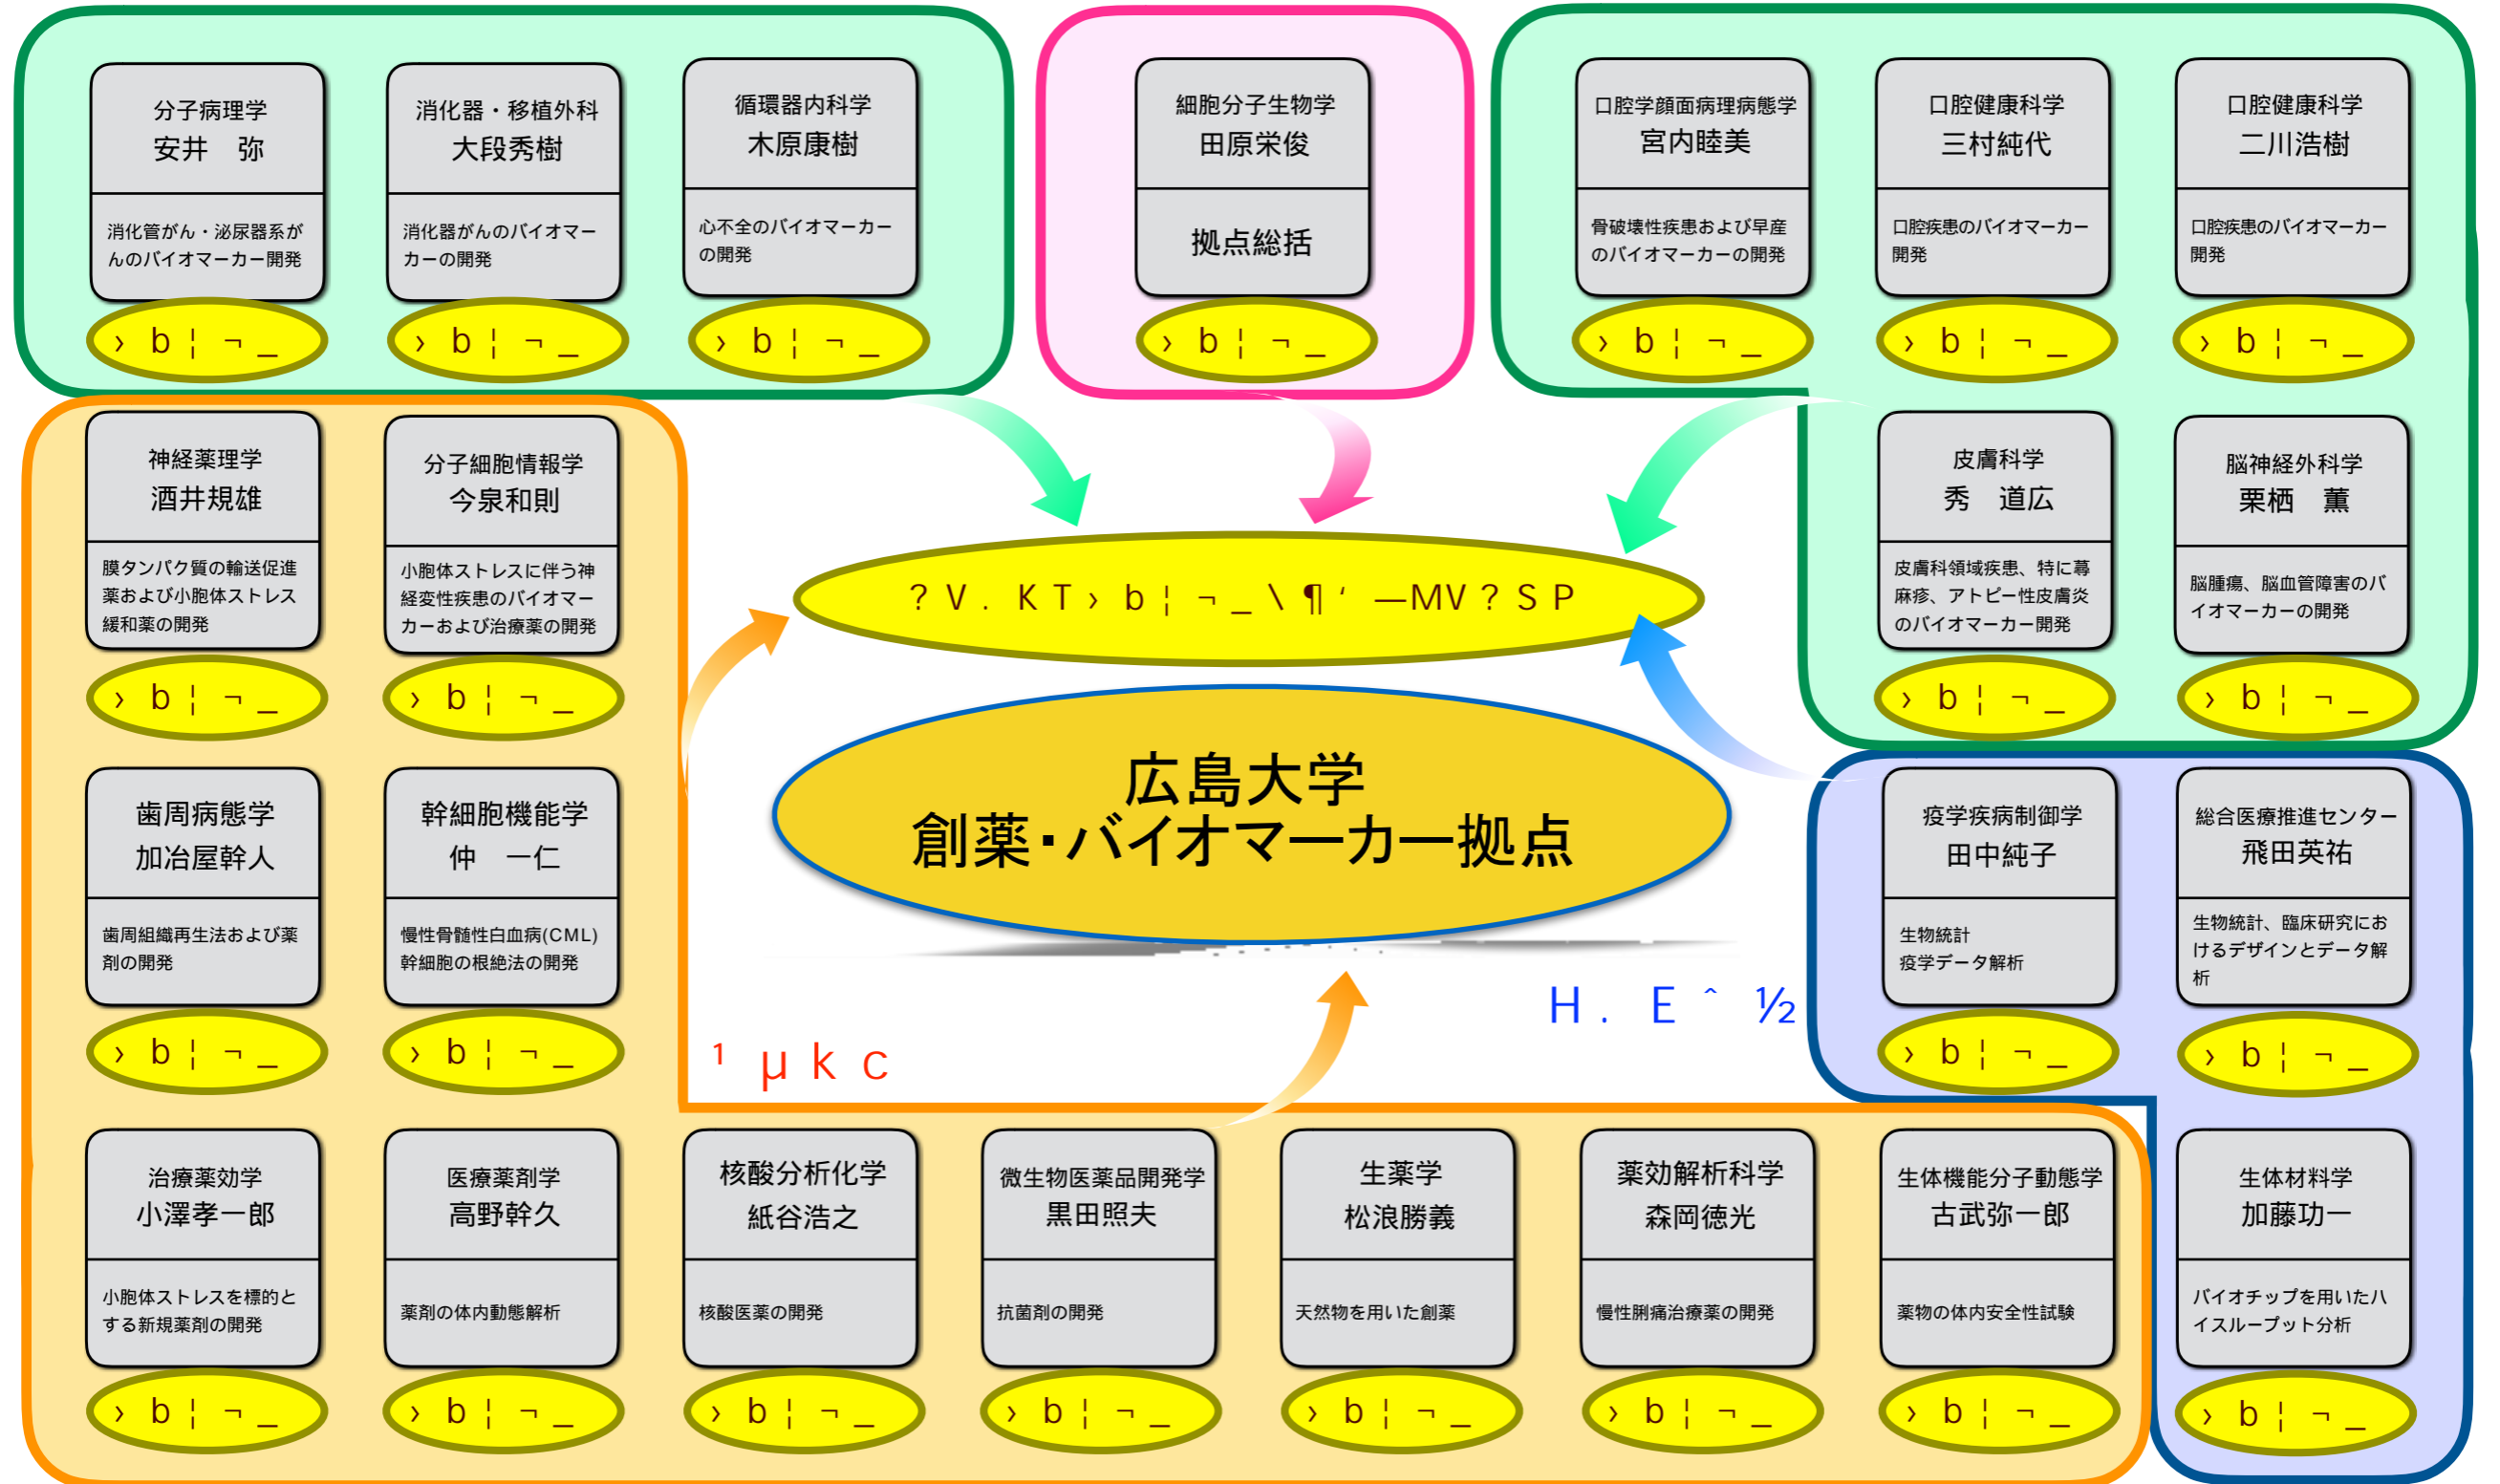 分子病理学
安井　弥
消化管がん・泌尿器系が
んのバイオマーカー開発
› b ¦ ¬ _
消化器・移植外科
大段秀樹
消化器がんのバイオマー
カーの開発
› b ¦ ¬ _
循環器内科学
木原康樹
心不全のバイオマーカー
の開発
› b ¦ ¬ _
細胞分子生物学
田原栄俊
拠点総括
› b ¦ ¬ _
口腔学顔面病理病態学
宮内睦美
骨破壊性疾患および早産
のバイオマーカーの開発
› b ¦ ¬ _
口腔健康科学
三村純代
口腔疾患のバイオマーカー
開発
› b ¦ ¬ _
口腔健康科学
二川浩樹
口腔疾患のバイオマーカー
開発
› b ¦ ¬ _
神経薬理学
酒井規雄
膜タンパク質の輸送促進
薬および小胞体ストレス
緩和薬の開発
› b ¦ ¬ _
分子細胞情報学
今泉和則
小胞体ストレスに伴う神
経変性疾患のバイオマー
カーおよび治療薬の開発
› b ¦ ¬ _
皮膚科学
秀　道広
皮膚科領域疾患、特に蕁
麻疹、アトピー性皮膚炎
のバイオマーカー開発
› b ¦ ¬ _
脳神経外科学
栗栖　薫
脳腫瘍、脳血管障害のバ
イオマーカーの開発
› b ¦ ¬ _
? V . K T › b ¦ ¬ _ \ ¶ ‘ —MV ? S P
広島大学
創薬・バイオマーカー拠点
歯周病態学
加冶屋幹人
歯周組織再生法および薬
剤の開発
› b ¦ ¬ _
幹細胞機能学
仲　一仁
慢性骨髄性白血病(CML)
幹細胞の根絶法の開発
› b ¦ ¬ _
疫学疾病制御学
田中純子
生物統計
疫学データ解析
› b ¦ ¬ _
総合医療推進センター
飛田英祐
生物統計、臨床研究にお
けるデザインとデータ解
析
› b ¦ ¬ _
H . E ˆ ½
¹ µ k c
治療薬効学
小澤孝一郎
小胞体ストレスを標的と
する新規薬剤の開発
› b ¦ ¬ _
医療薬剤学
高野幹久
薬剤の体内動態解析
› b ¦ ¬ _
核酸分析化学
紙谷浩之
核酸医薬の開発
› b ¦ ¬ _
微生物医薬品開発学
黒田照夫
抗菌剤の開発
› b ¦ ¬ _
生薬学
松浪勝義
天然物を用いた創薬
› b ¦ ¬ _
薬効解析科学
森岡徳光
慢性脷痛治療薬の開発
› b ¦ ¬ _
生体機能分子動態学
古武弥一郎
薬物の体内安全性試験
› b ¦ ¬ _
生体材料学
加藤功一
バイオチップを用いたハ
イスループット分析
› b ¦ ¬ _